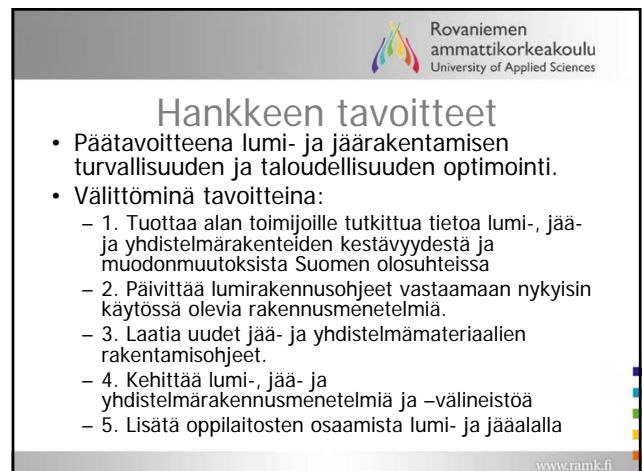 Rovaniemen
ammattikorkeakoulu
University of Applied Sciences
Hankkeen tavoitteet
• Päätavoitteena lumi- ja jäärakentamisen
turvallisuuden ja taloudellisuuden optimointi.
• Välittöminä tavoitteina:
– 1. Tuottaa alan toimijoille tutkittua tietoa lumi-, jää-
ja yhdistelmärakenteiden kestävyydestä ja
muodonmuutoksista Suomen olosuhteissa
– 2. Päivittää lumirakennusohjeet vastaamaan nykyisin
käytössä olevia rakennusmenetelmiä.
– 3. Laatia uudet jää- ja yhdistelmämateriaalien
rakentamisohjeet.
– 4. Kehittää lumi-, jää- ja
yhdistelmärakennusmenetelmiä ja –välineistöä
– 5. Lisätä oppilaitosten osaamista lumi- ja jääalalla
www.ramk.fi